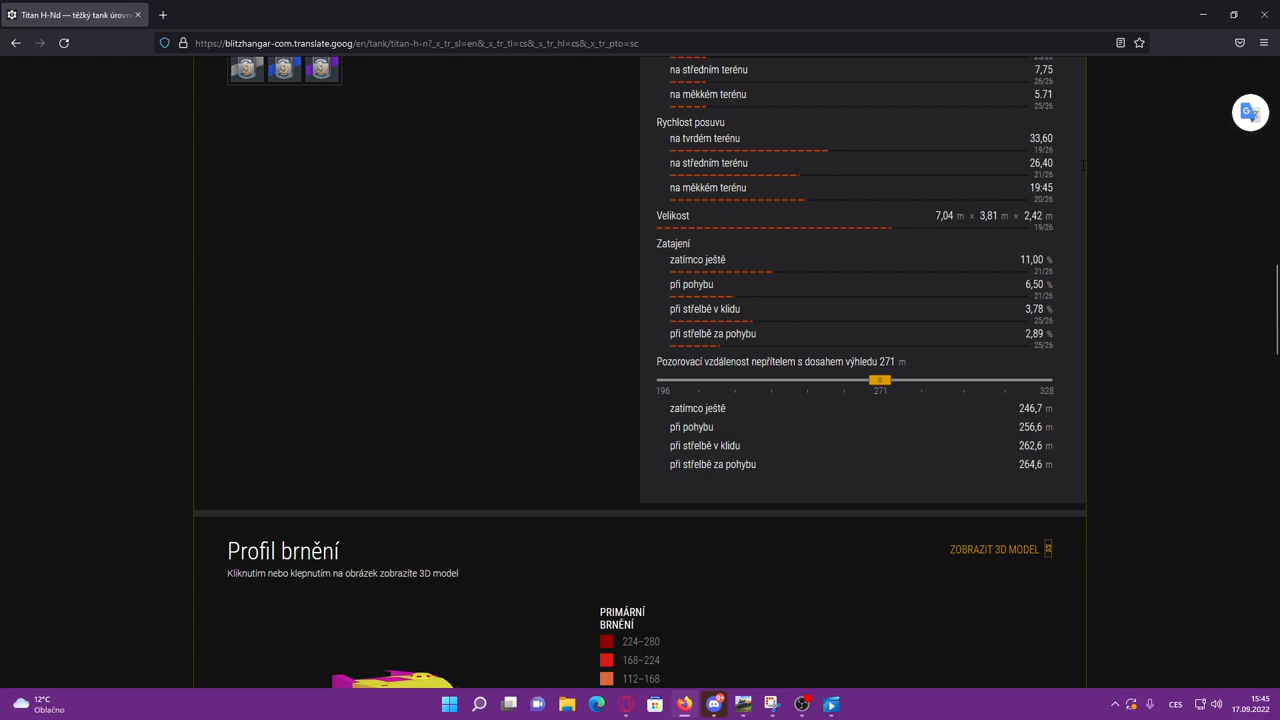 Titan H-Nd — těžký tank úrovn
https://blitzhangar-com.translate.goog/en/tank/titan-h-n?_x_tr_sl=en&_x_tr_tl=cs&_x_tr_hl=cs&_x_tr_pto=sc
na středním terénu 7,75
26/26
na měkkém terénu 5.71
25/26
Rychlost posuvu
na tvrdém terénu 33,60
19/26
na středním terénu 26,40
21/26
na měkkém terénu 19:45
20/26
Velikost 7,04 m × 3,81 m × 2,42 m
19/26
Zatajení
zatímco ještě 11,00 %
21/26
při pohybu 6,50 %
21/26
při střelbě v klidu 3,78 %
25/26
při střelbě za pohybu 2,89 %
25/26
Pozorovací vzdálenost nepřítelem s dosahem výhledu 271 m
196 271 328
zatímco ještě 246,7 m
při pohybu 256,6 m
při střelbě v klidu 262,6 m
při střelbě za pohybu 264,6 m
Profil brnění
ZOBRAZIT 3D MODEL
Kliknutím nebo klepnutím na obrázek zobrazíte 3D model
PRIMÁRNÍ
BRNĚNÍ
224–280
168–224
112–168
12°C
Oblačno
CES
15:45
17.09.2022